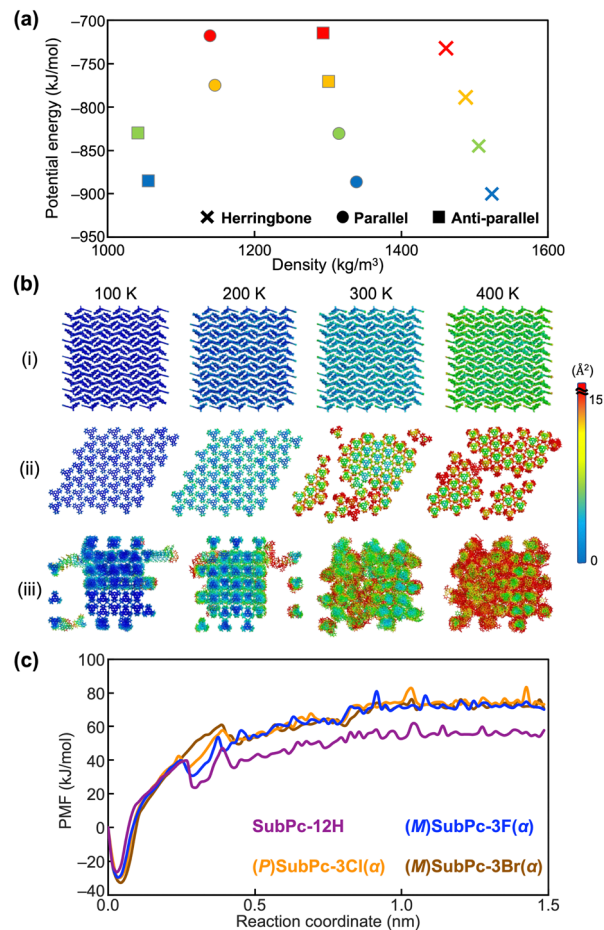 (a)
Potential energy (kJ/mol)
−700
−750
−800
−850
−900
−950
Herringbone Parallel Anti-parallel
1000 1200 1400 1600
Density (kg/m³)
(b)
100 K 200 K 300 K 400 K
(i)
(ii)
(iii)
(Å²)
15
0
(c)
PMF (kJ/mol)
100
80
60
40
20
0
−20
−40
SubPc-12H (M)SubPc-3F(α)
(P)SubPc-3Cl(α) (M)SubPc-3Br(α)
0.0 0.5 1.0 1.5
Reaction coordinate (nm)